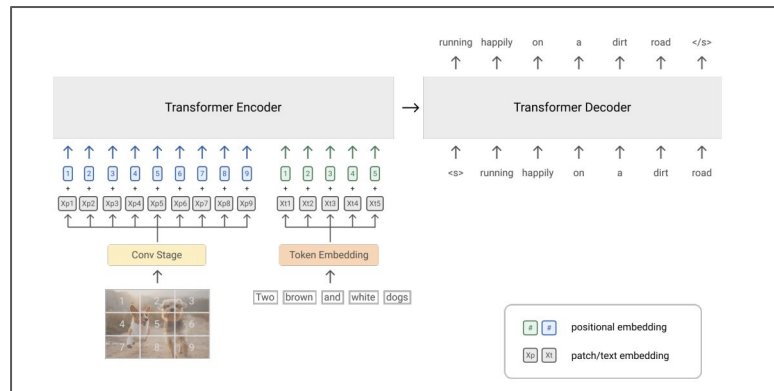 running happily on a dirt road </s>
Transformer Encoder
Transformer Decoder
1 2 3 4 5 6 7 8 9
1 2 3 4 5
+ + + + + + + + +
+ + + + +
Xp1 Xp2 Xp3 Xp4 Xp5 Xp6 Xp7 Xp8 Xp9
Xt1 Xt2 Xt3 Xt4 Xt5
<s> running happily on a dirt road
Conv Stage
Token Embedding
Two brown and white dogs
1 2 3
4 5 6
7 8 9
# # positional embedding
Xp Xt patch/text embedding